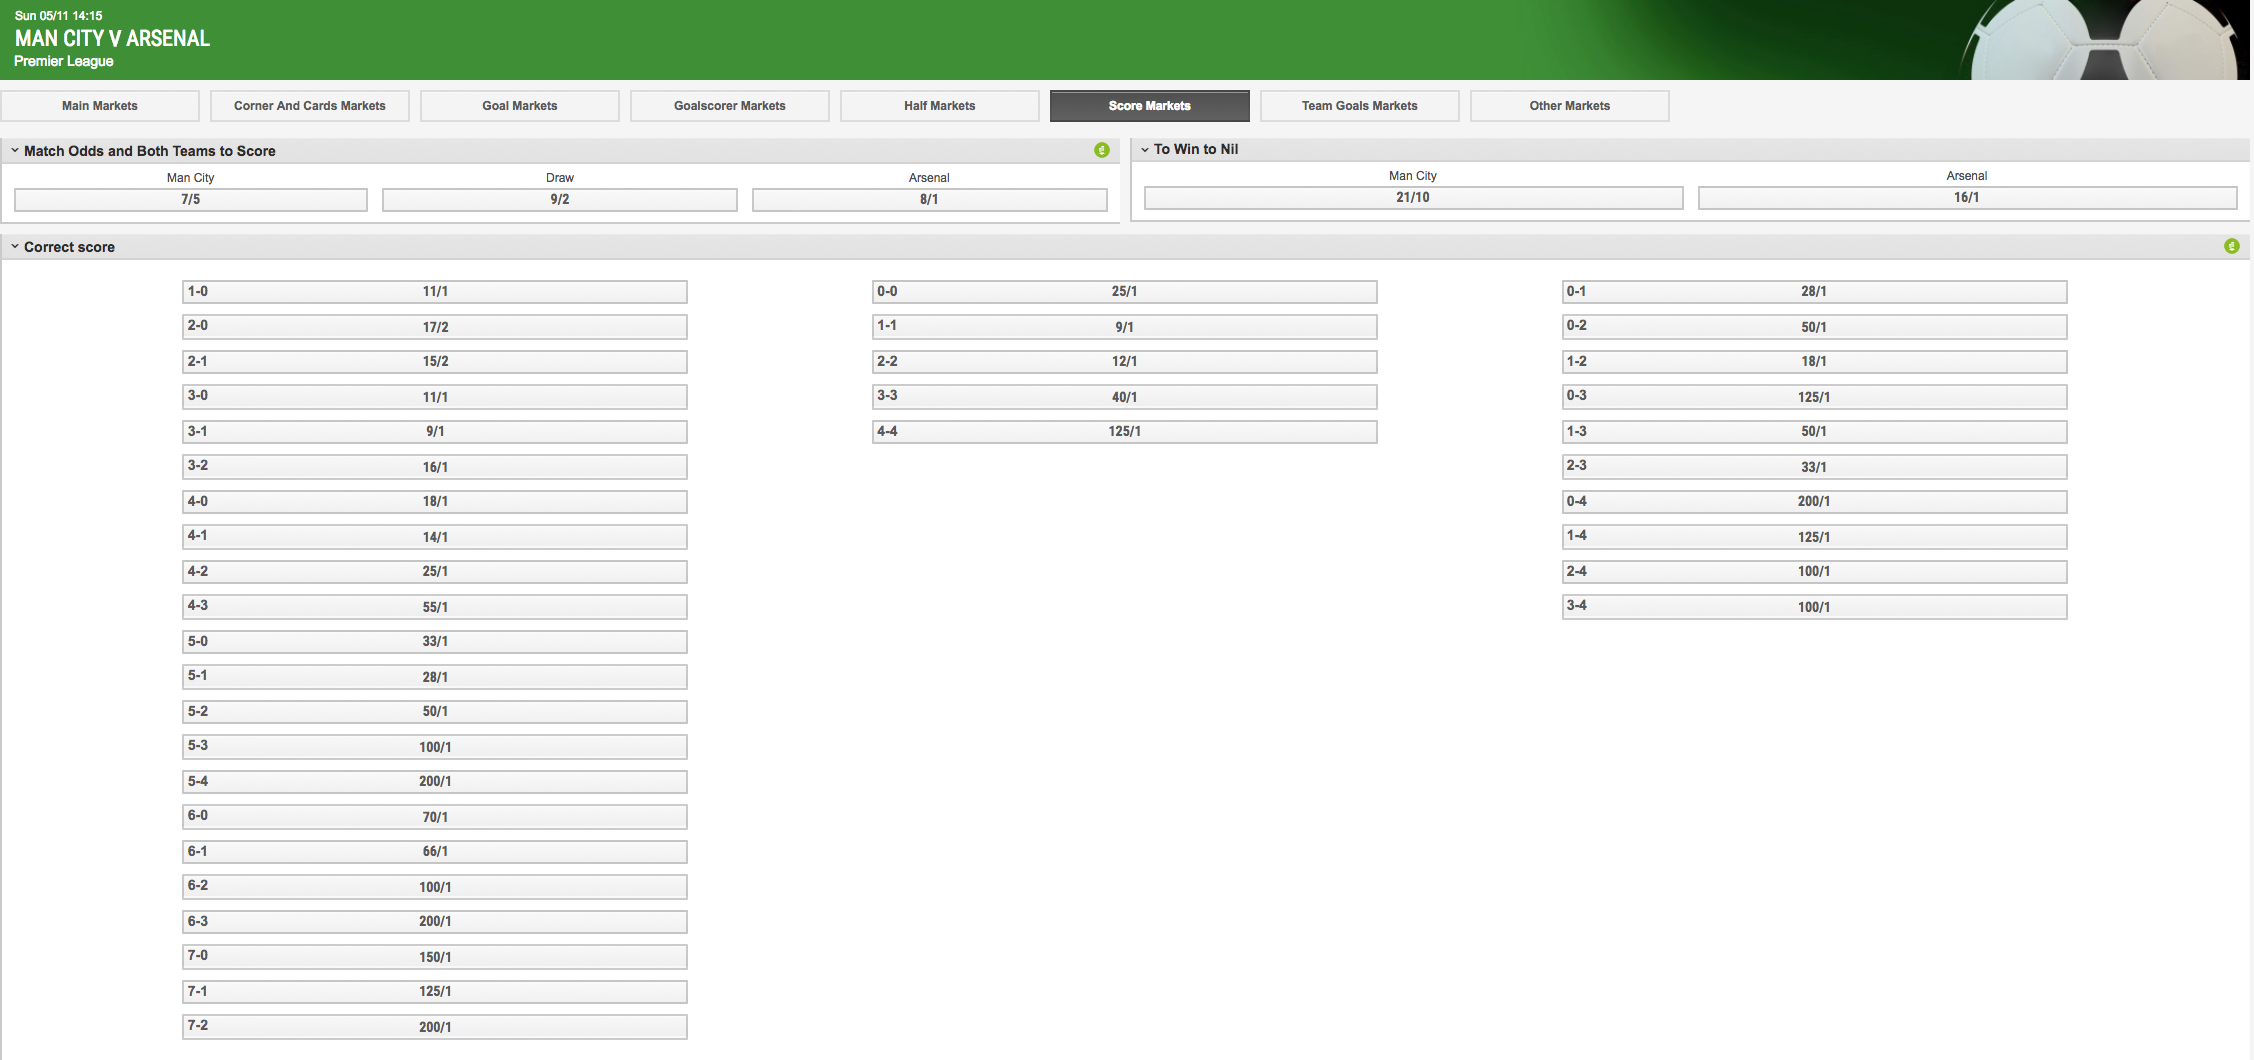 Sun 05/11 14:15
MAN CITY V ARSENAL
Premier League
Main Markets
Corner And Cards Markets
Goal Markets
Goalscorer Markets
Half Markets
Score Markets
Team Goals Markets
Other Markets
Match Odds and Both Teams to Score
Man City
Draw
Arsenal
7/5
9/2
8/1
To Win to Nil
Man City
Arsenal
21/10
16/1
Correct score
1-0 11/1
2-0 17/2
2-1 15/2
3-0 11/1
3-1 9/1
3-2 16/1
4-0 18/1
4-1 14/1
4-2 25/1
4-3 55/1
5-0 33/1
5-1 28/1
5-2 50/1
5-3 100/1
5-4 200/1
6-0 70/1
6-1 66/1
6-2 100/1
6-3 200/1
7-0 150/1
7-1 125/1
7-2 200/1
0-0 25/1
1-1 9/1
2-2 12/1
3-3 40/1
4-4 125/1
0-1 28/1
0-2 50/1
1-2 18/1
0-3 125/1
1-3 50/1
2-3 33/1
0-4 200/1
1-4 125/1
2-4 100/1
3-4 100/1